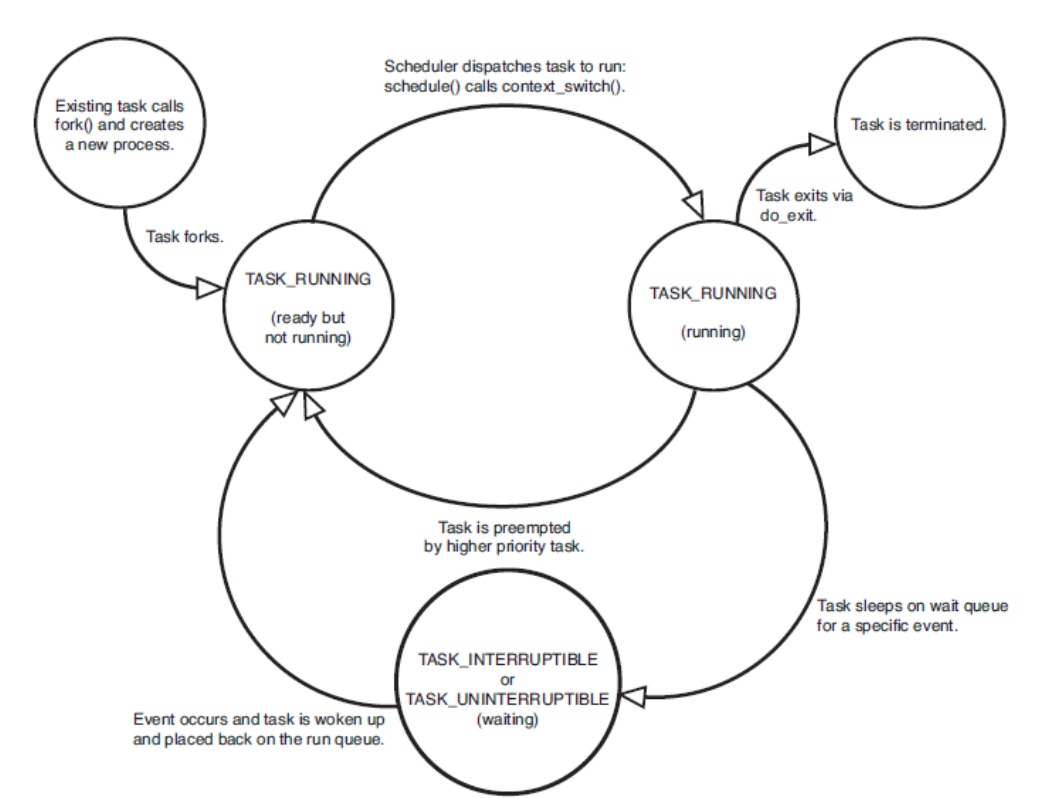 Scheduler dispatches task to run:
schedule() calls context_switch().
Existing task calls
fork() and creates
a new process.
Task is terminated.
Task exits via
do_exit.
Task forks.
TASK_RUNNING
(ready but
not running)
TASK_RUNNING
(running)
Task is preempted
by higher priority task.
Task sleeps on wait queue
for a specific event.
TASK_INTERRUPTIBLE
or
TASK_UNINTERRUPTIBLE
(waiting)
Event occurs and task is woken up
and placed back on the run queue.